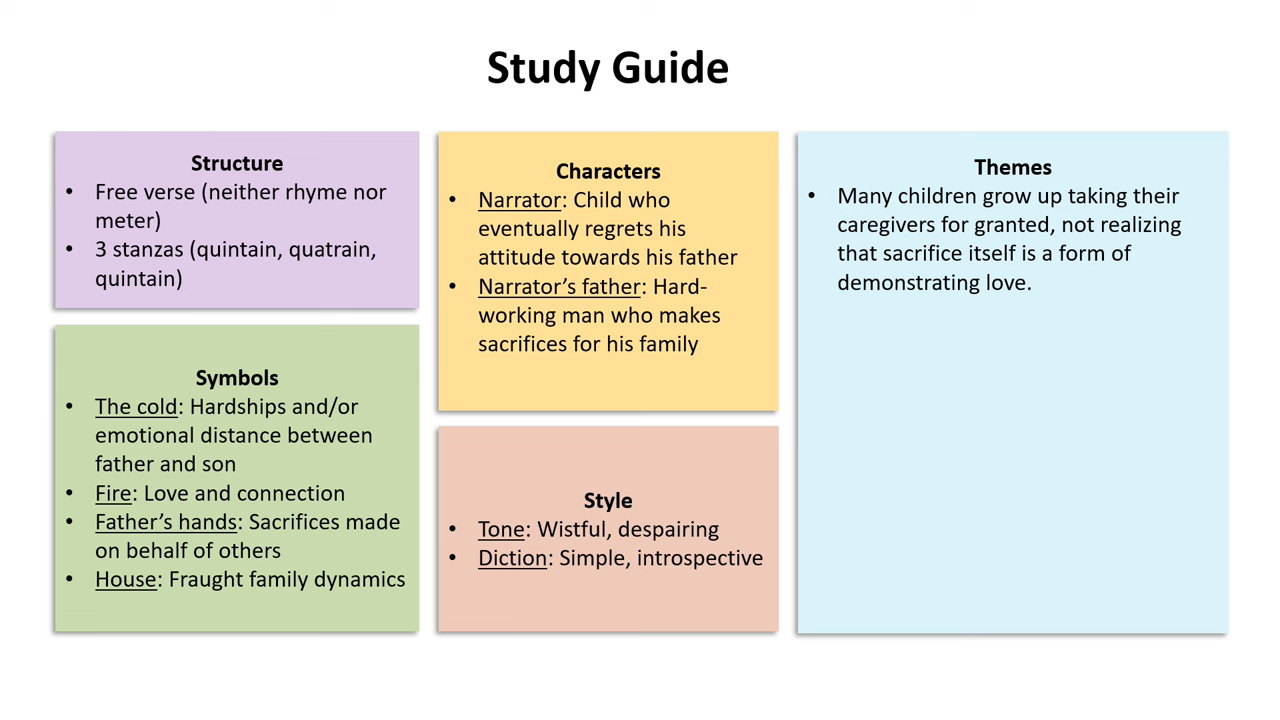 Study Guide
Structure
• Free verse (neither rhyme nor
meter)
• 3 stanzas (quintain, quatrain,
quintain)
Symbols
• The cold: Hardships and/or
emotional distance between
father and son
• Fire: Love and connection
• Father’s hands: Sacrifices made
on behalf of others
• House: Fraught family dynamics
Characters
• Narrator: Child who
eventually regrets his
attitude towards his father
• Narrator’s father: Hard-
working man who makes
sacrifices for his family
Style
• Tone: Wistful, despairing
• Diction: Simple, introspective
Themes
• Many children grow up taking their
caregivers for granted, not realizing
that sacrifice itself is a form of
demonstrating love.